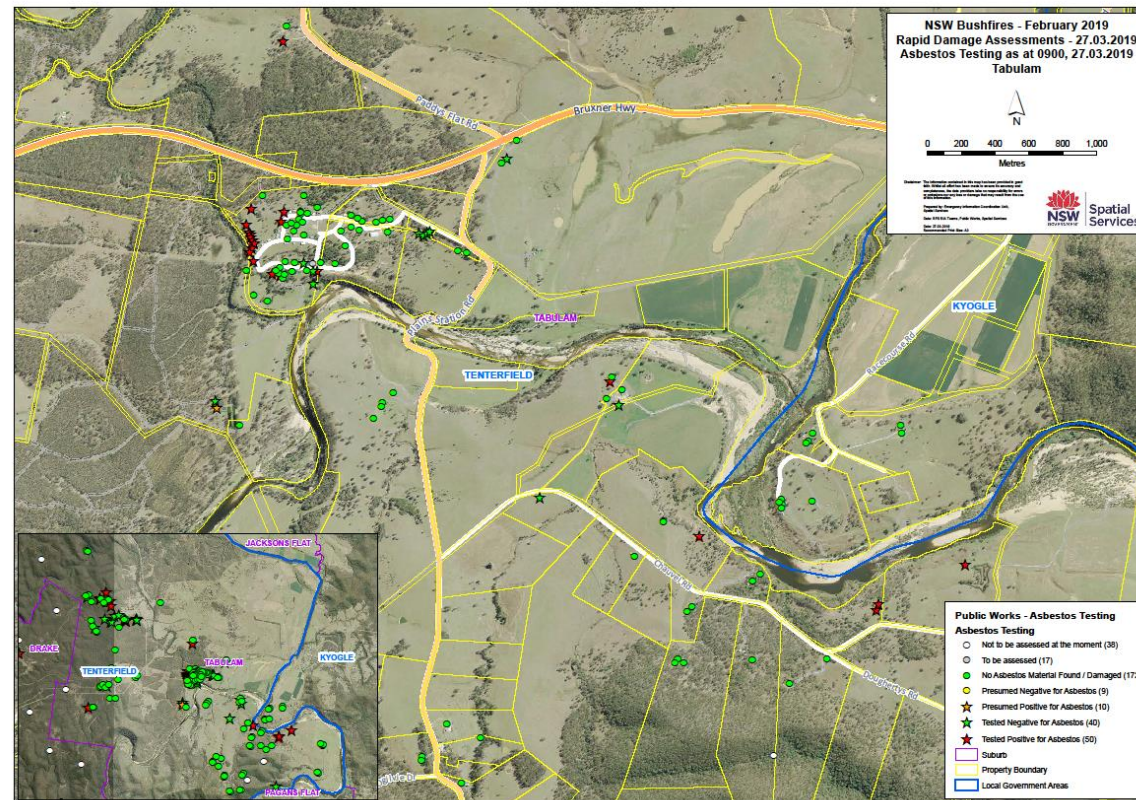 NSW Bushfires - February 2019
Rapid Damage Assessments - 27.03.2019
Asbestos Testing as at 0900, 27.03.2019
Tabulam
N
0 200 400 600 800 1,000
Metres
NSW
GOVERNMENT
Spatial
Services
Paddys Flat Rd
Bruxner Hwy
Plains Station Rd
TABULAM
TENTERFIELD
KYOGLE
Racecourse Rd
Chauvel Rd
Dougherrys Rd
JACKSONS FLAT
DRAKE
TENTERFIELD
TABULAM
KYOGLE
PAGANS FLAT
Public Works - Asbestos Testing
Asbestos Testing
Not to be assessed at the moment (38)
To be assessed (17)
No Asbestos Material Found / Damaged (17
Presumed Negative for Asbestos (9)
Presumed Positive for Asbestos (10)
Tested Negative for Asbestos (40)
Tested Positive for Asbestos (50)
Suburb
Property Boundary
Local Government Areas